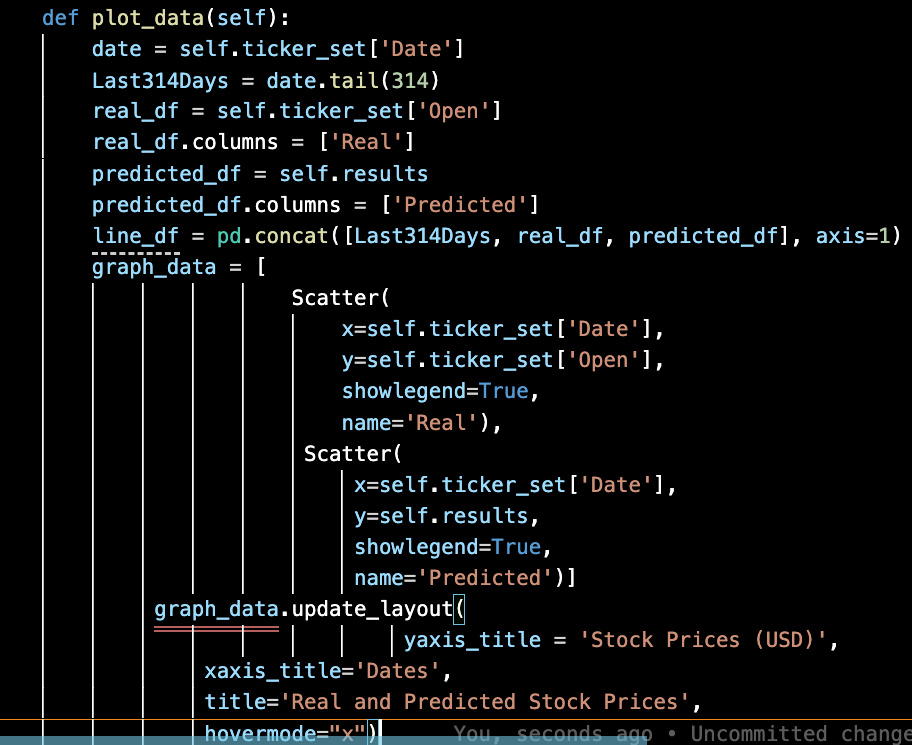 def plot_data(self):
date = self.ticker_set['Date']
Last314Days = date.tail(314)
real_df = self.ticker_set['Open']
real_df.columns = ['Real']
predicted_df = self.results
predicted_df.columns = ['Predicted']
line_df = pd.concat([Last314Days, real_df, predicted_df], axis=1)
graph_data = [
Scatter(
x=self.ticker_set['Date'],
y=self.ticker_set['Open'],
showlegend=True,
name='Real'),
Scatter(
x=self.ticker_set['Date'],
y=self.results,
showlegend=True,
name='Predicted')]
graph_data.update_layout(
yaxis_title = 'Stock Prices (USD)',
xaxis_title='Dates',
title='Real and Predicted Stock Prices',
hovermode="x") You, seconds ago • Uncommitted change